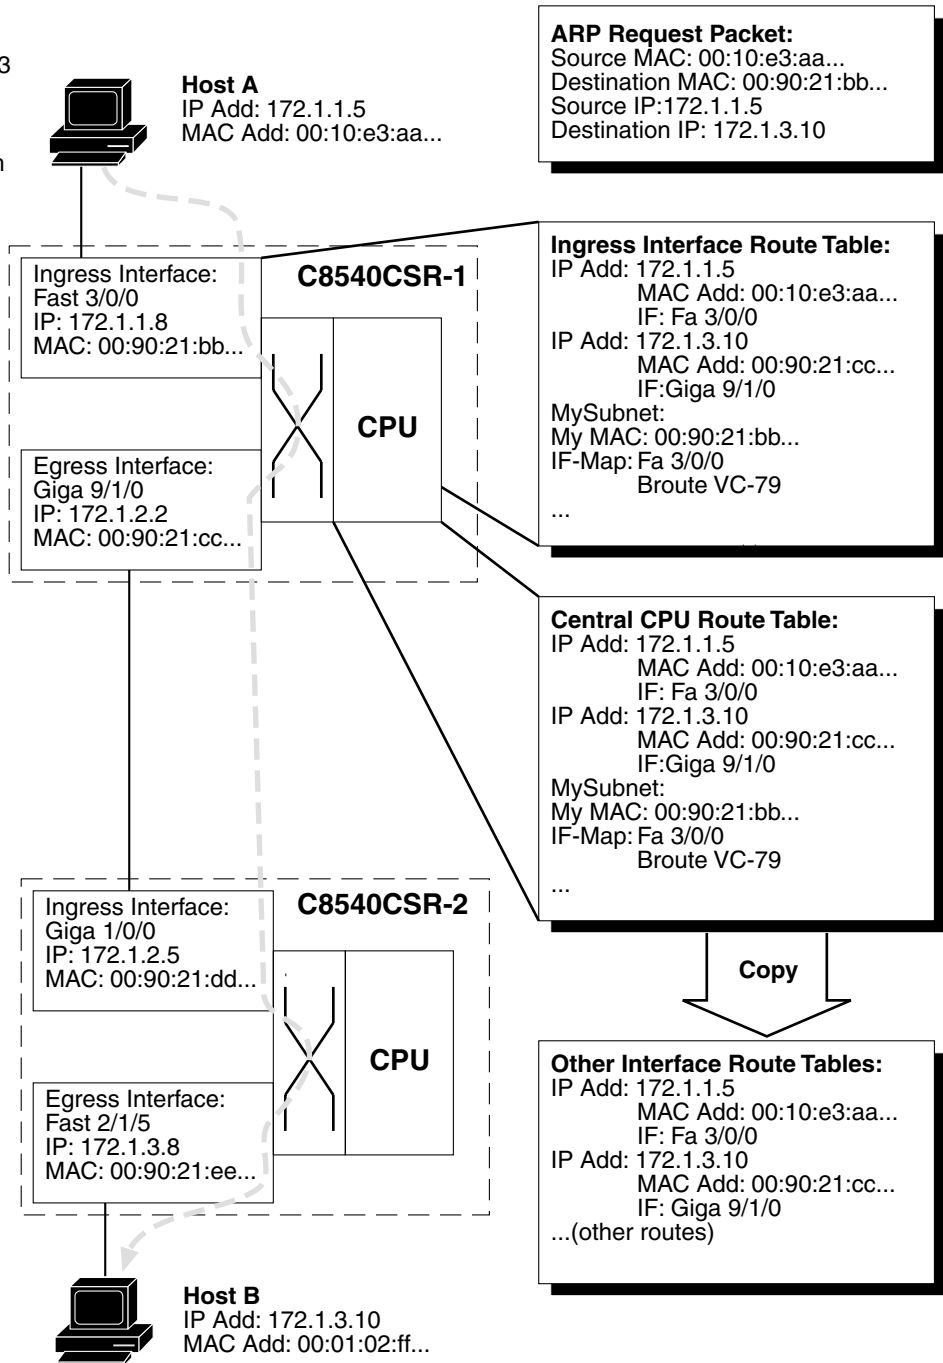 3
n
Host A
IP Add: 172.1.1.5
MAC Add: 00:10:e3:aa...
ARP Request Packet:
Source MAC: 00:10:e3:aa...
Destination MAC: 00:90:21:bb...
Source IP:172.1.1.5
Destination IP: 172.1.3.10
C8540CSR-1
Ingress Interface:
Fast 3/0/0
IP: 172.1.1.8
MAC: 00:90:21:bb...
CPU
Egress Interface:
Giga 9/1/0
IP: 172.1.2.2
MAC: 00:90:21:cc...
Ingress Interface Route Table:
IP Add: 172.1.1.5
MAC Add: 00:10:e3:aa...
IF: Fa 3/0/0
IP Add: 172.1.3.10
MAC Add: 00:90:21:cc...
IF:Giga 9/1/0
MySubnet:
My MAC: 00:90:21:bb...
IF-Map: Fa 3/0/0
Broute VC-79
...
Central CPU Route Table:
IP Add: 172.1.1.5
MAC Add: 00:10:e3:aa...
IF: Fa 3/0/0
IP Add: 172.1.3.10
MAC Add: 00:90:21:cc...
IF:Giga 9/1/0
MySubnet:
My MAC: 00:90:21:bb...
IF-Map: Fa 3/0/0
Broute VC-79
...
Copy
C8540CSR-2
Ingress Interface:
Giga 1/0/0
IP: 172.1.2.5
MAC: 00:90:21:dd...
CPU
Egress Interface:
Fast 2/1/5
IP: 172.1.3.8
MAC: 00:90:21:ee...
Other Interface Route Tables:
IP Add: 172.1.1.5
MAC Add: 00:10:e3:aa...
IF: Fa 3/0/0
IP Add: 172.1.3.10
MAC Add: 00:90:21:cc...
IF: Giga 9/1/0
...(other routes)
Host B
IP Add: 172.1.3.10
MAC Add: 00:01:02:ff...